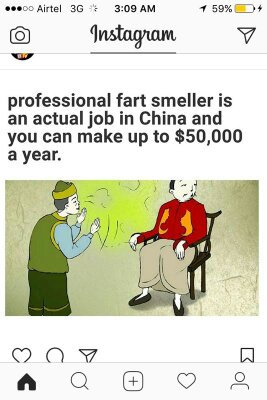 Airtel 3G 3:09 AM 59%
Instagram
professional fart smeller is
an actual job in China and
you can make up to $50,000
a year.